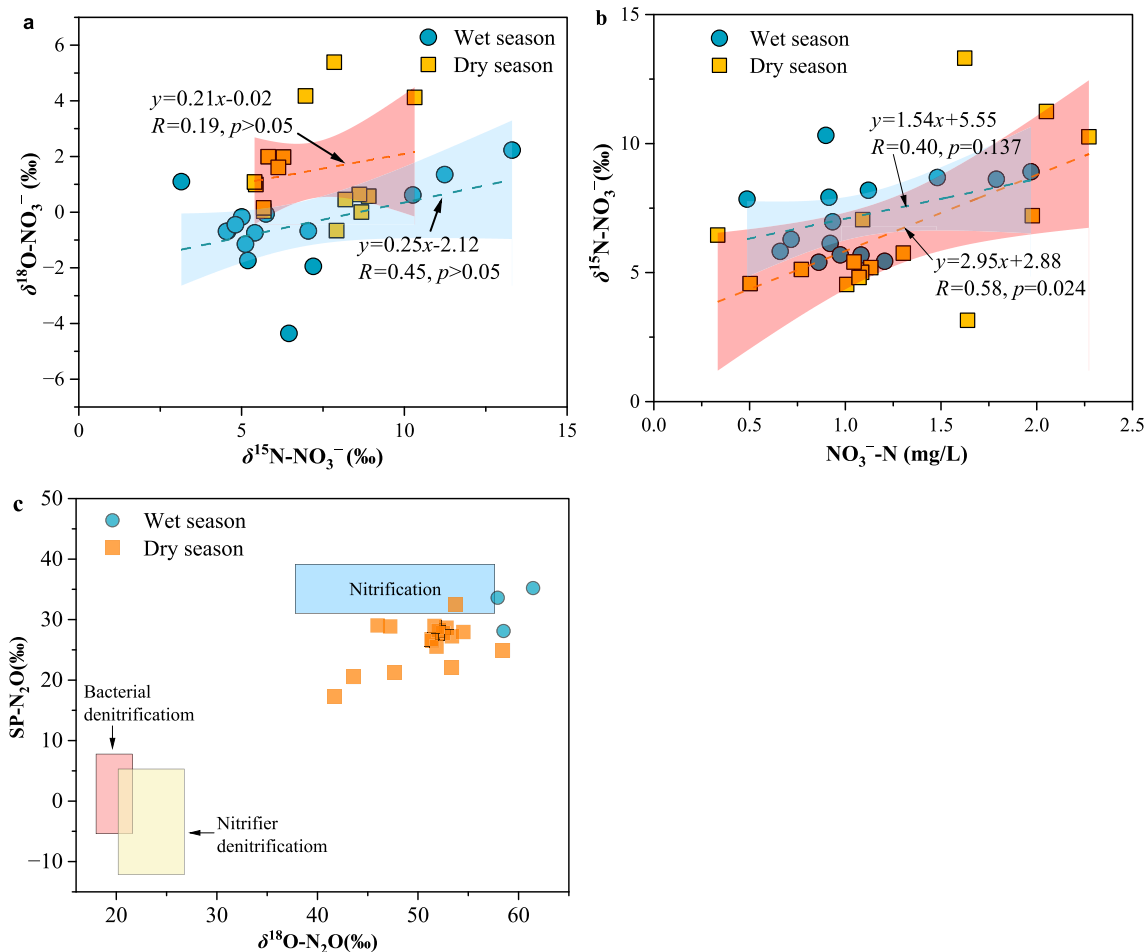 a
Wet season
Dry season
y=0.21x-0.02
R=0.19, p>0.05
y=0.25x-2.12
R=0.45, p>0.05
6
4
2
0
−2
−4
−6
0
5
10
15
δ¹⁸O-NO₃⁻ (‰)
δ¹⁵N-NO₃⁻ (‰)
b
Wet season
Dry season
y=1.54x+5.55
R=0.40, p=0.137
y=2.95x+2.88
R=0.58, p=0.024
15
10
5
0
0.0
0.5
1.0
1.5
2.0
2.5
δ¹⁵N-NO₃⁻ (‰)
NO₃⁻-N (mg/L)
c
Wet season
Dry season
Nitrification
Bacterial
denitrificatiom
Nitrifier
denitrificatiom
50
40
30
20
10
0
−10
20
30
40
50
60
SP-N₂O(‰)
δ¹⁸O-N₂O(‰)